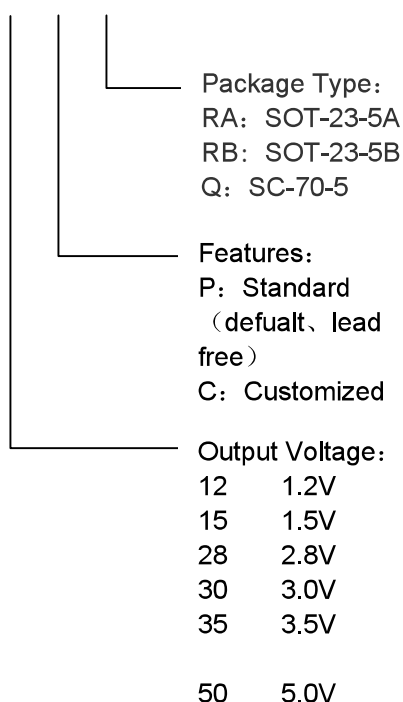 Package Type：
RA：SOT-23-5A
RB：SOT-23-5B
Q：SC-70-5
Features：
P：Standard
（defualt、lead
free）
C：Customized
Output Voltage：
12 1.2V
15 1.5V
28 2.8V
30 3.0V
35 3.5V
50 5.0V